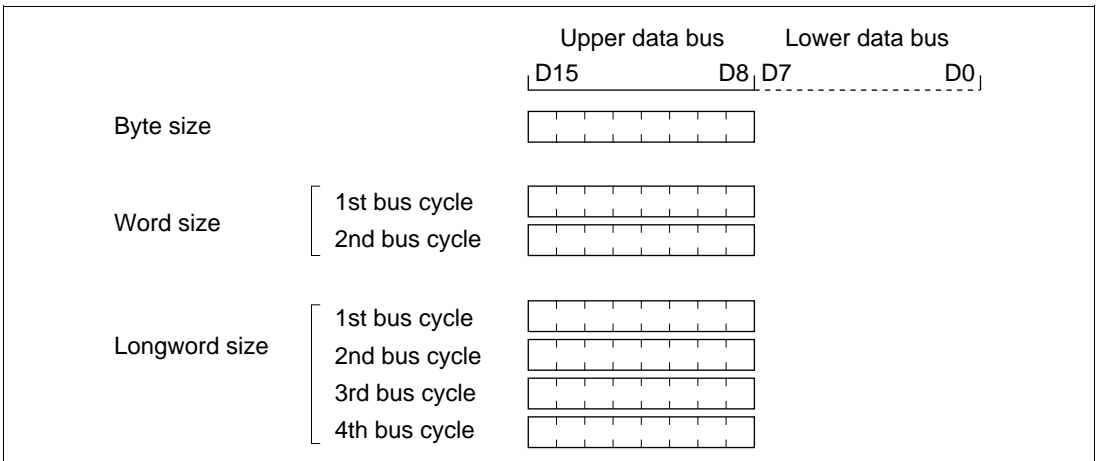 Upper data bus Lower data bus
D15 D8 D7 D0
Byte size
Word size
1st bus cycle
2nd bus cycle
Longword size
1st bus cycle
2nd bus cycle
3rd bus cycle
4th bus cycle